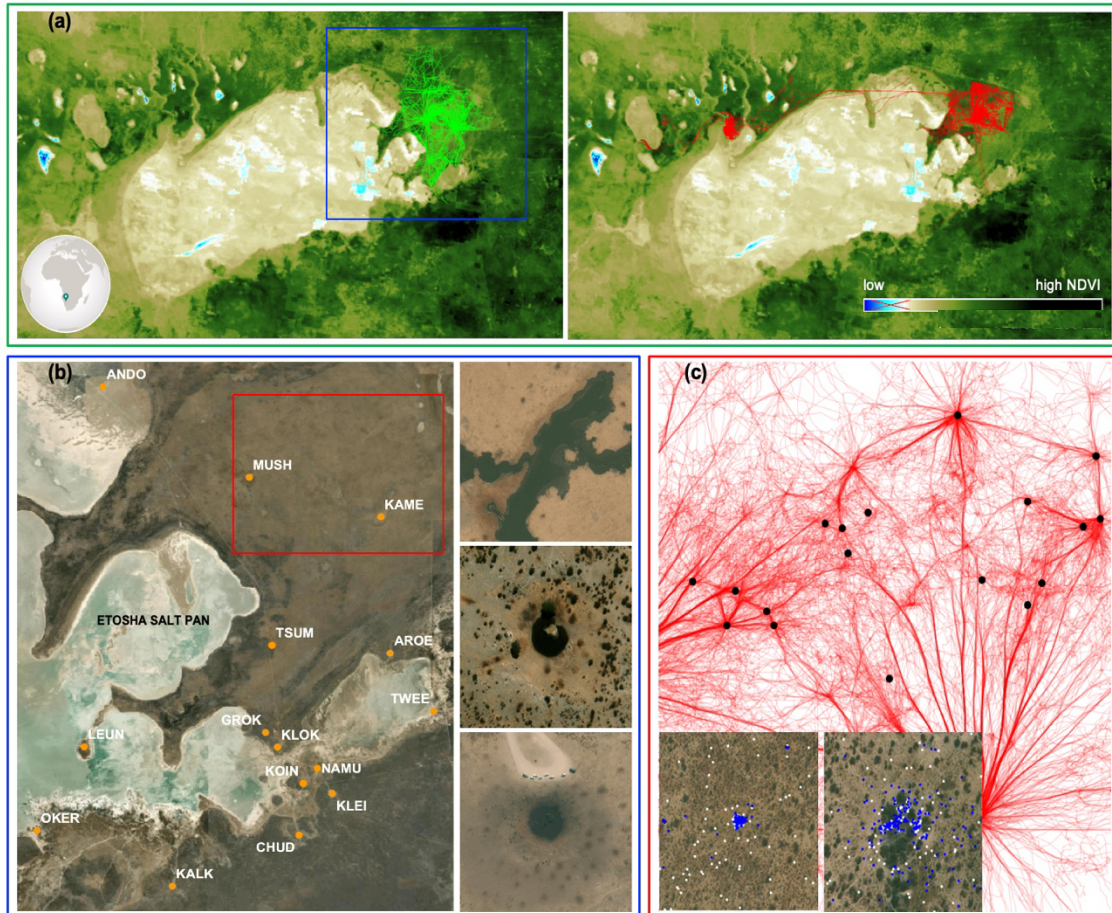 (a)
low
high NDVI
(b)
ANDO
MUSH
KAME
ETOSHA SALT PAN
TSUM
AROE
TWEE
GROK
KLOK
LEUN
KOIN
NAMU
KLEI
OKER
CHUD
KALK
(c)